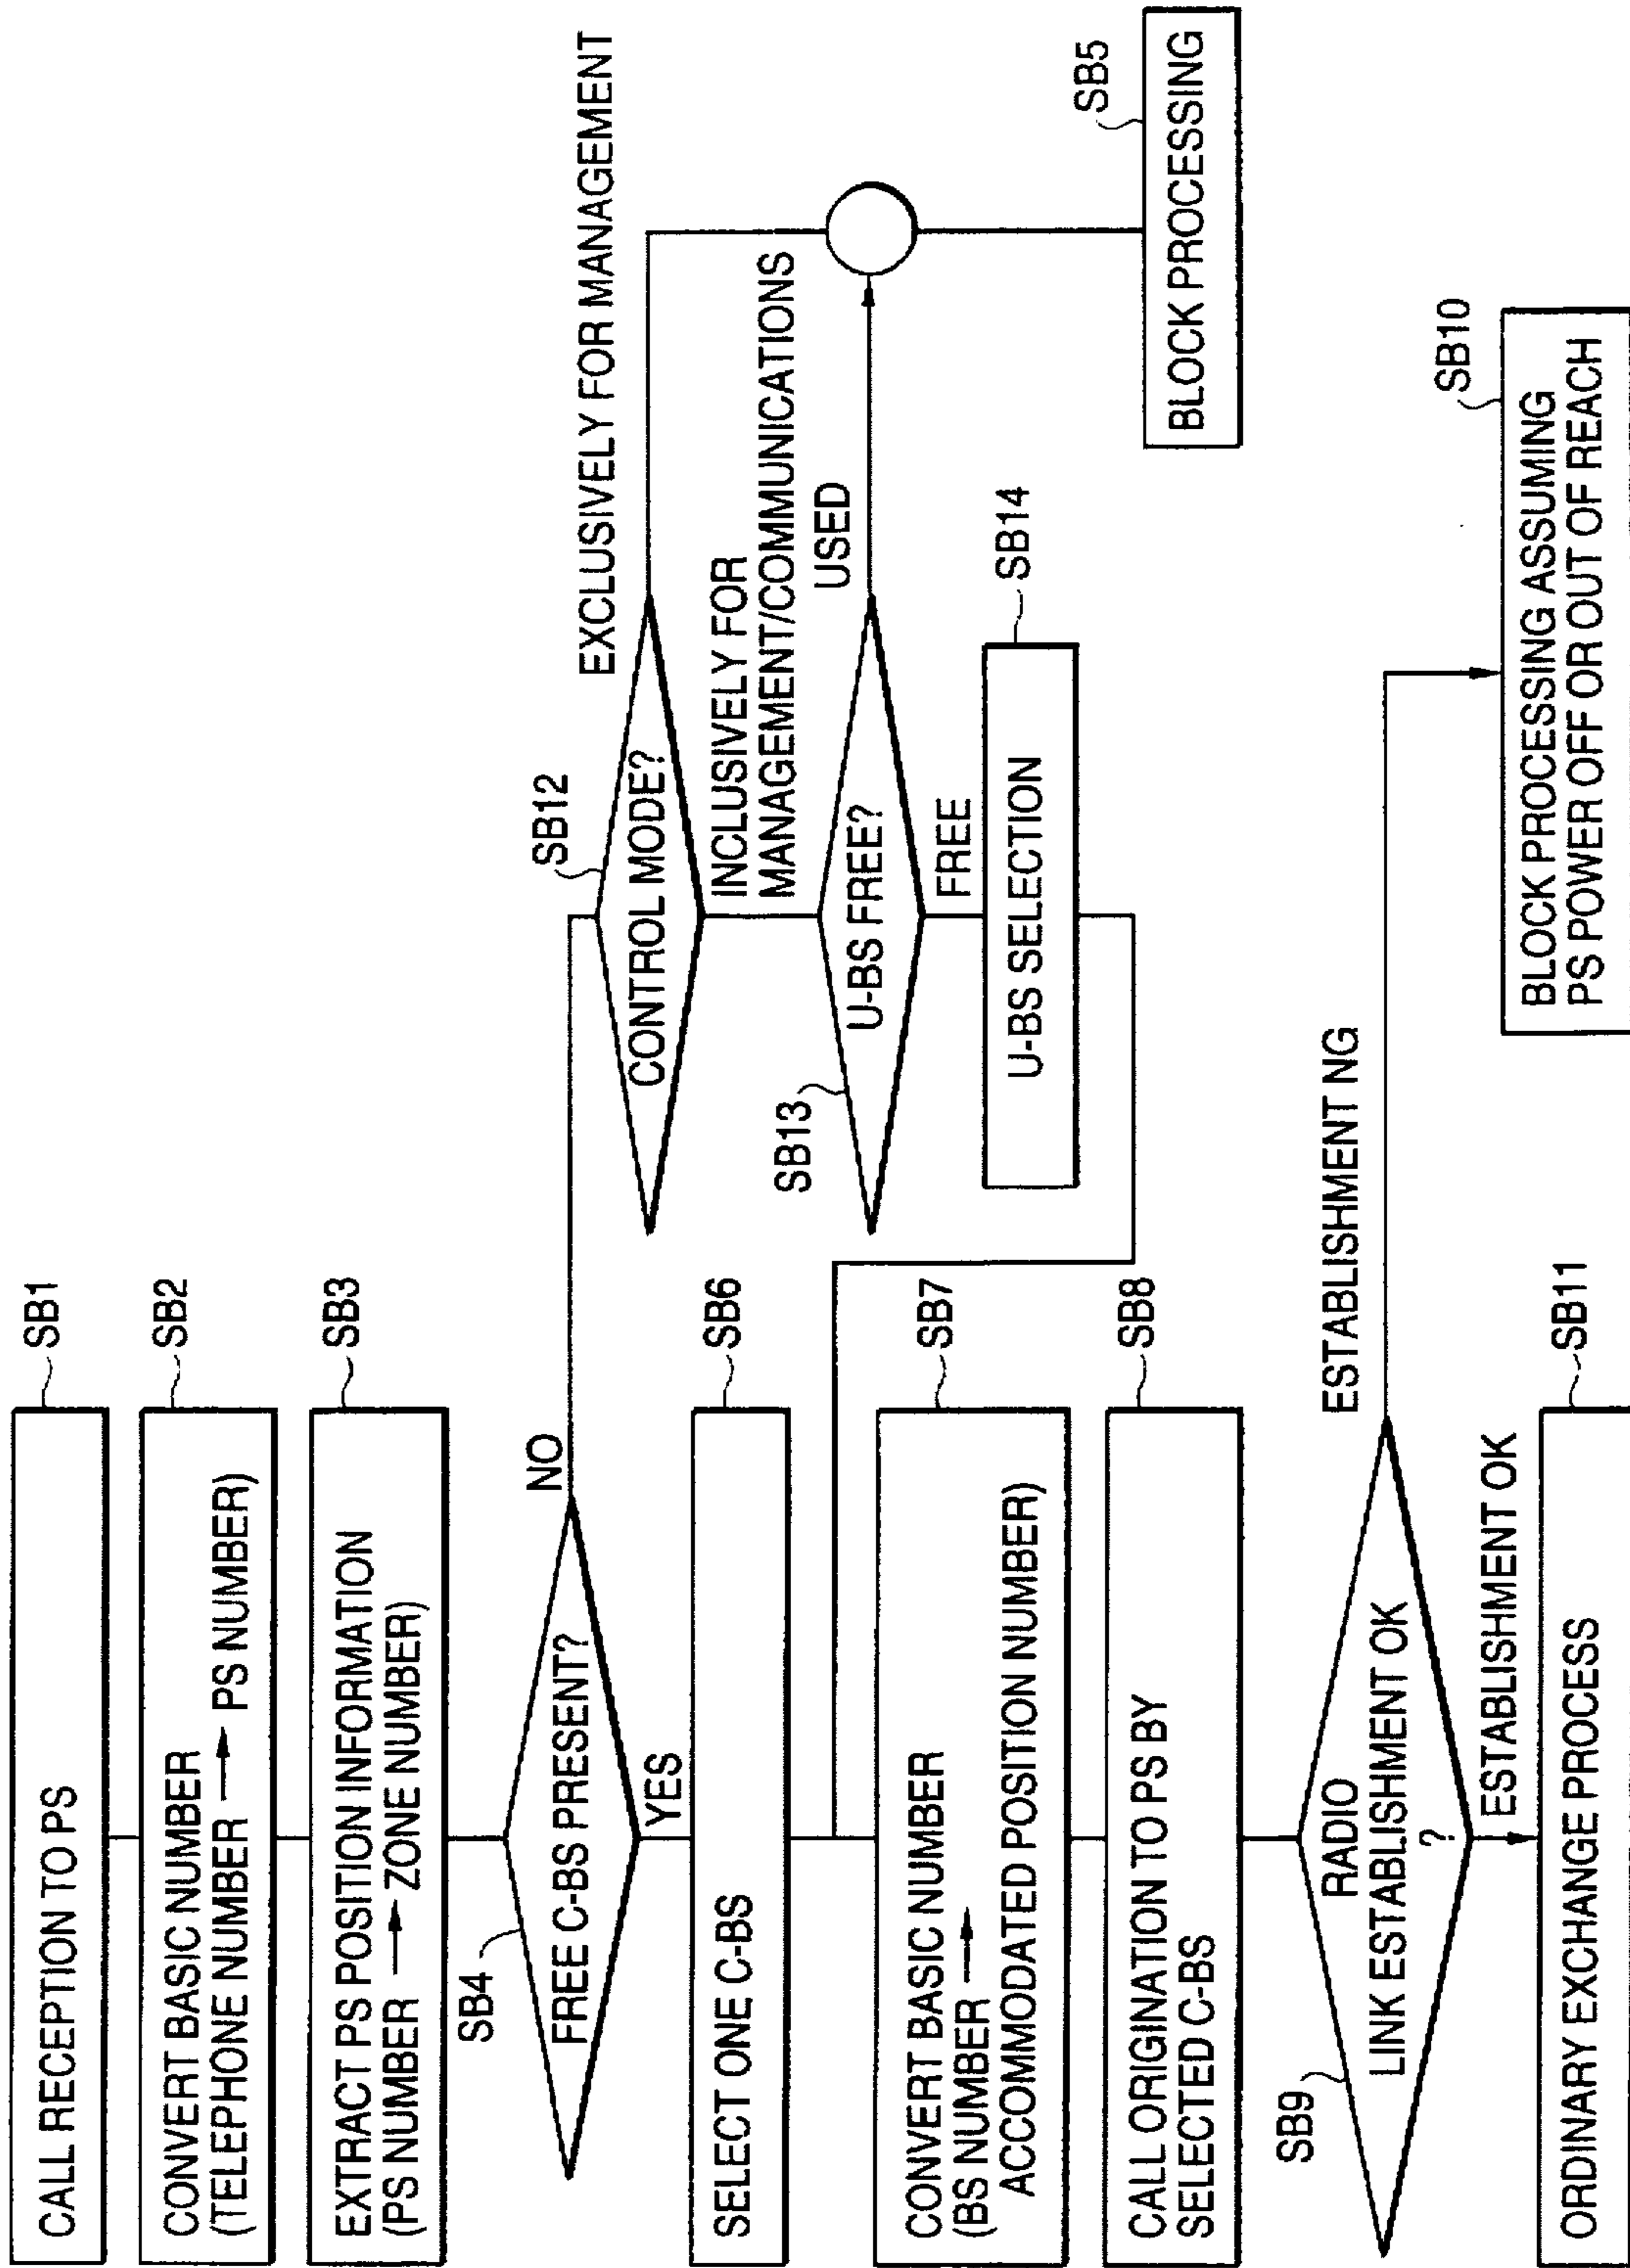 SB1
CALL RECEPTION TO PS
SB2
CONVERT BASIC NUMBER
(TELEPHONE NUMBER → PS NUMBER)
SB3
EXTRACT PS POSITION INFORMATION
(PS NUMBER → ZONE NUMBER)
SB4
FREE C-BS PRESENT?
NO
YES
SB12
CONTROL MODE?
EXCLUSIVELY FOR MANAGEMENT
INCLUSIVELY FOR
MANAGEMENT/COMMUNICATIONS
SB13
U-BS FREE?
USED
FREE
SB14
U-BS SELECTION
SB5
BLOCK PROCESSING
SB6
SELECT ONE C-BS
SB7
CONVERT BASIC NUMBER
(BS NUMBER →
ACCOMMODATED POSITION NUMBER)
SB8
CALL ORIGINATION TO PS BY
SELECTED C-BS
SB9
RADIO
LINK ESTABLISHMENT OK
?
ESTABLISHMENT NG
SB10
BLOCK PROCESSING ASSUMING
PS POWER OFF OR OUT OF REACH
ESTABLISHMENT OK
SB11
ORDINARY EXCHANGE PROCESS